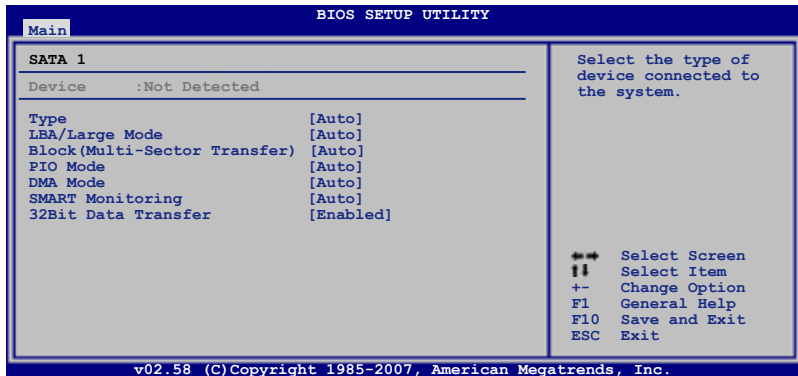 BIOS SETUP UTILITY
Main
SATA 1
Device :Not Detected
Type [Auto]
LBA/Large Mode [Auto]
Block(Multi-Sector Transfer) [Auto]
PIO Mode [Auto]
DMA Mode [Auto]
SMART Monitoring [Auto]
32Bit Data Transfer [Enabled]
Select the type of
device connected to
the system.
Select Screen
Select Item
+- Change Option
F1 General Help
F10 Save and Exit
ESC Exit
v02.58 (C)Copyright 1985-2007, American Megatrends, Inc.